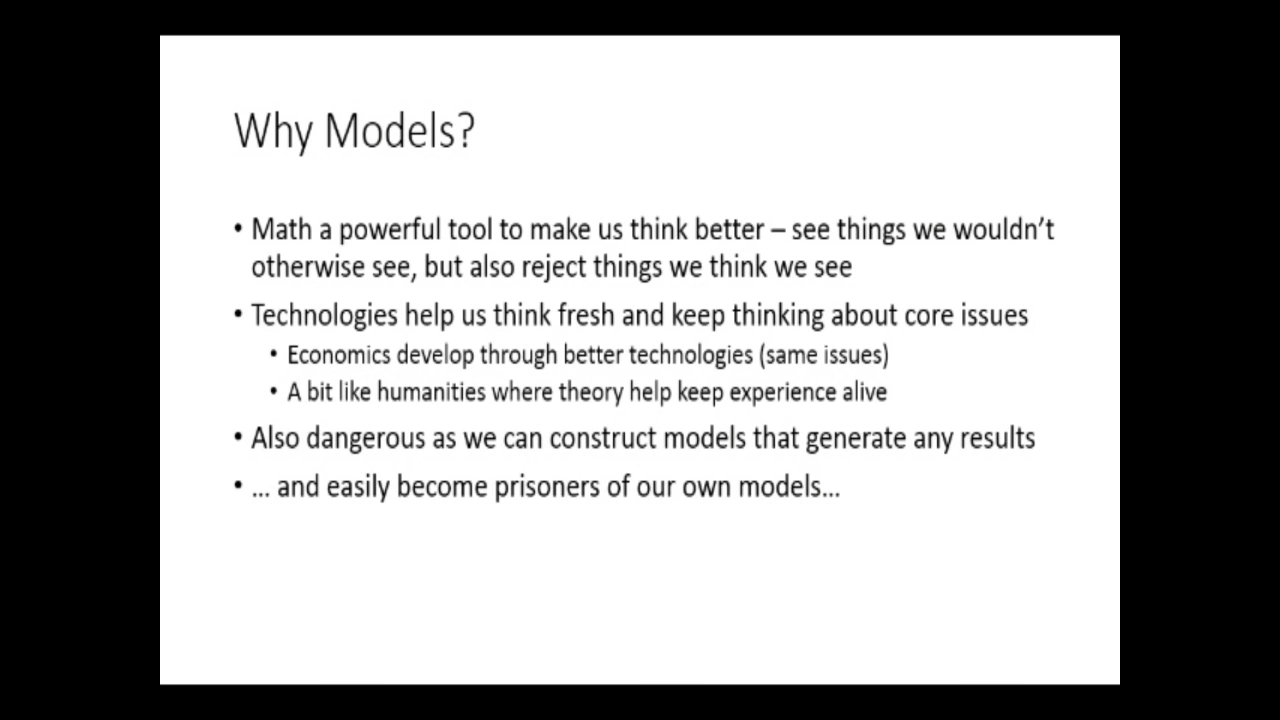 Why Models?
• Math a powerful tool to make us think better – see things we wouldn’t
otherwise see, but also reject things we think we see
• Technologies help us think fresh and keep thinking about core issues
• Economics develop through better technologies (same issues)
• A bit like humanities where theory help keep experience alive
• Also dangerous as we can construct models that generate any results
• … and easily become prisoners of our own models…